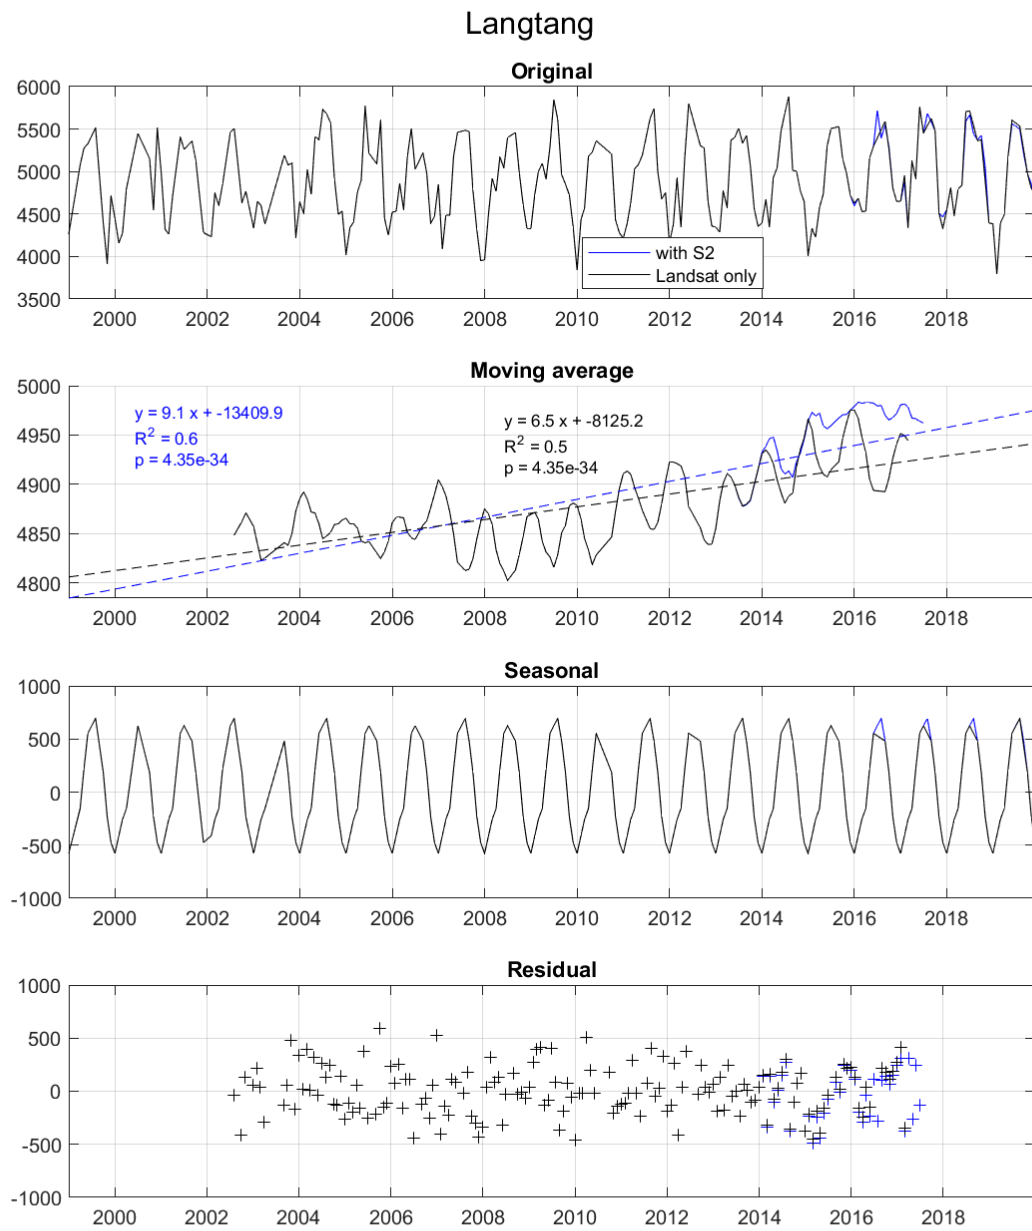 Langtang
Original
6000
5500
5000
4500
4000
3500
with S2
Landsat only
2000 2002 2004 2006 2008 2010 2012 2014 2016 2018
Moving average
5000
4950
4900
4850
4800
y = 9.1 x + -13409.9
R² = 0.6
p = 4.35e-34
y = 6.5 x + -8125.2
R² = 0.5
p = 4.35e-34
2000 2002 2004 2006 2008 2010 2012 2014 2016 2018
Seasonal
1000
500
0
-500
-1000
2000 2002 2004 2006 2008 2010 2012 2014 2016 2018
Residual
1000
500
0
-500
-1000
2000 2002 2004 2006 2008 2010 2012 2014 2016 2018